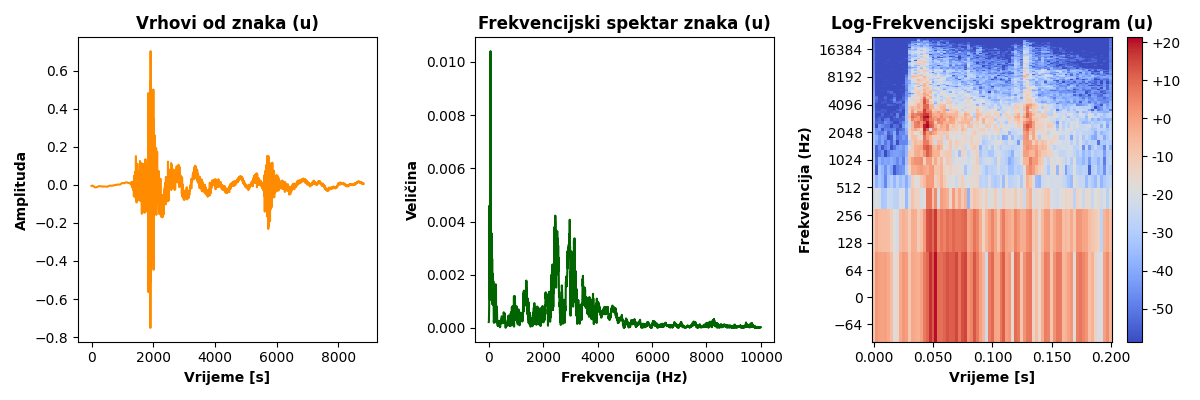 Vrhovi od znaka (u)
Amplituda
0.6
0.4
0.2
0.0
−0.2
−0.4
−0.6
−0.8
0 2000 4000 6000 8000
Vrijeme [s]
Frekvencijski spektar znaka (u)
Veličina
0.010
0.008
0.006
0.004
0.002
0.000
0 2000 4000 6000 8000 10000
Frekvencija (Hz)
Log-Frekvencijski spektrogram (u)
Frekvencija (Hz)
16384
8192
4096
2048
1024
512
256
128
64
0
−64
0.000 0.050 0.100 0.150 0.200
Vrijeme [s]
+20
+10
+0
-10
-20
-30
-40
-50